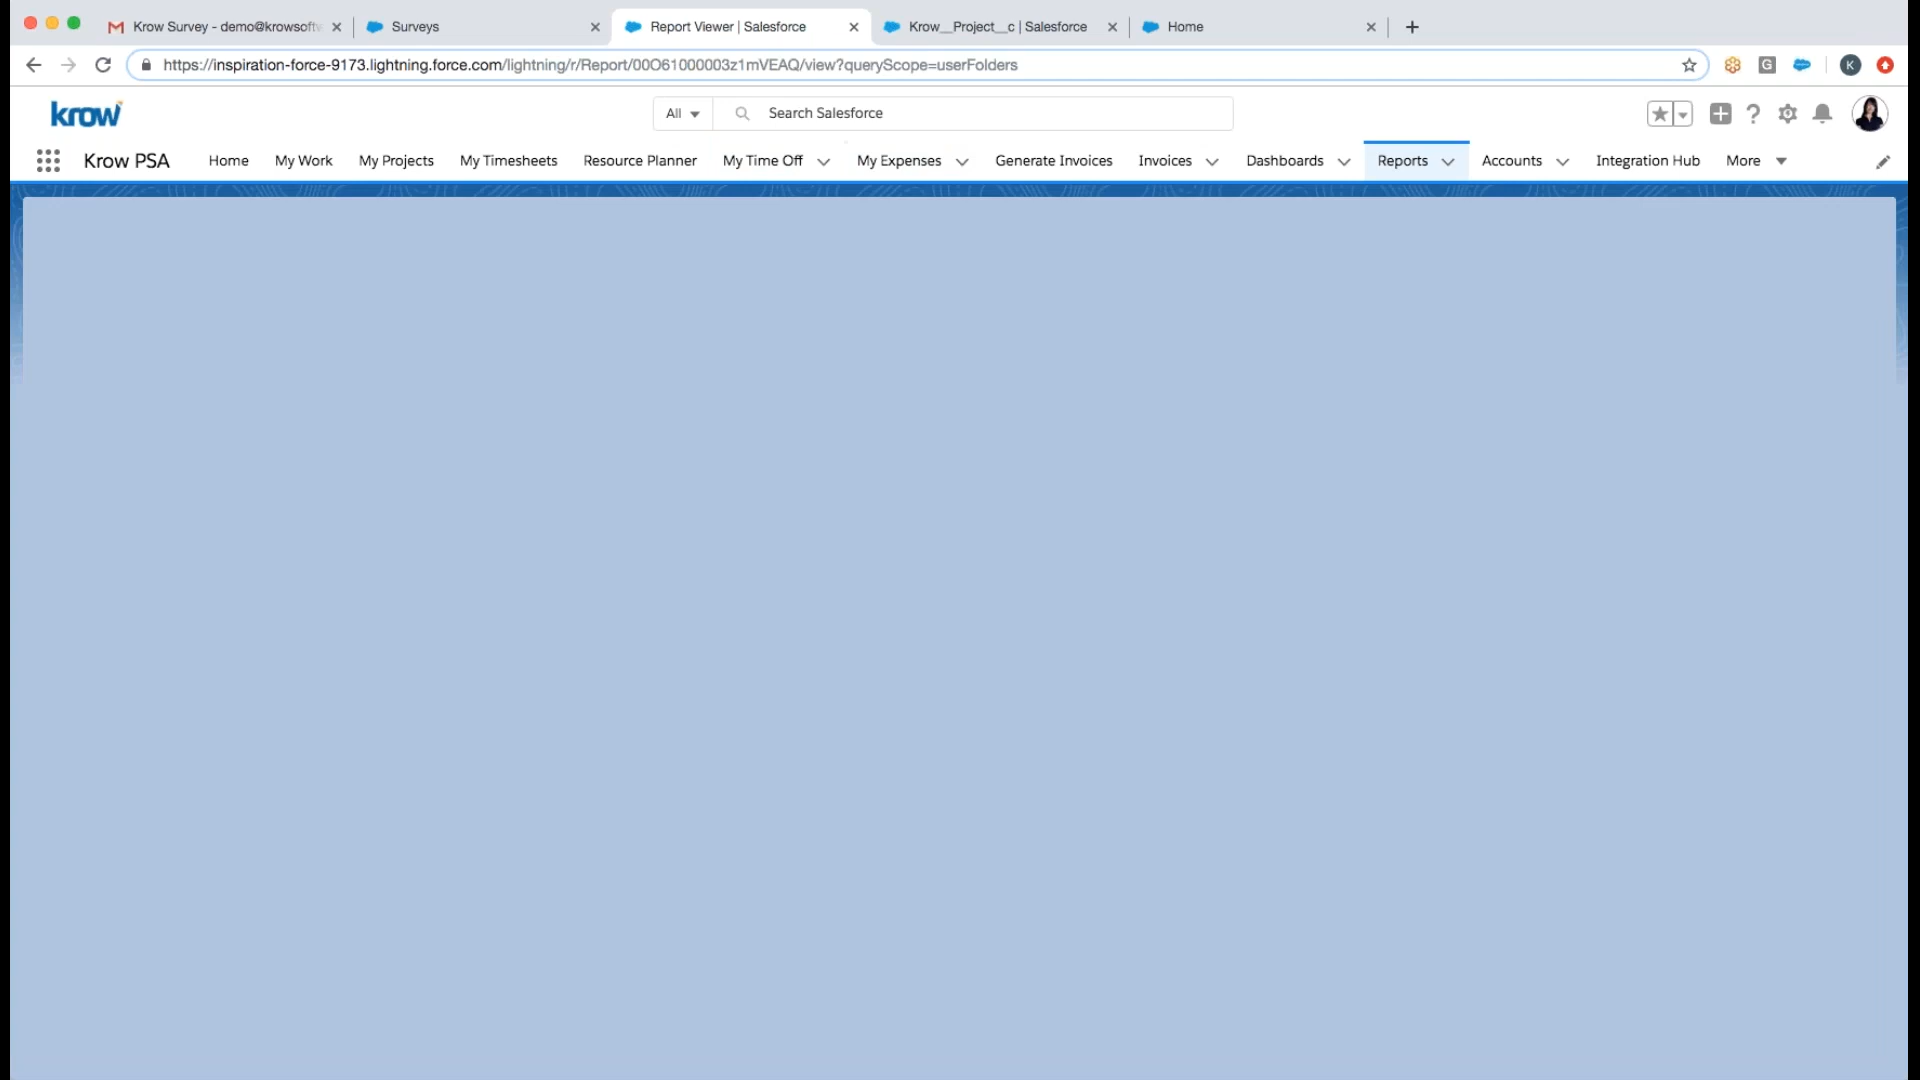 Krow Survey - demo@krowsoftw
Surveys
Report Viewer | Salesforce
Krow__Project__c | Salesforce
Home
https://inspiration-force-9173.lightning.force.com/lightning/r/Report/00O61000003z1mVEAQ/view?queryScope=userFolders
G
K
krow
All
Search Salesforce
Krow PSA
Home
My Work
My Projects
My Timesheets
Resource Planner
My Time Off
My Expenses
Generate Invoices
Invoices
Dashboards
Reports
Accounts
Integration Hub
More